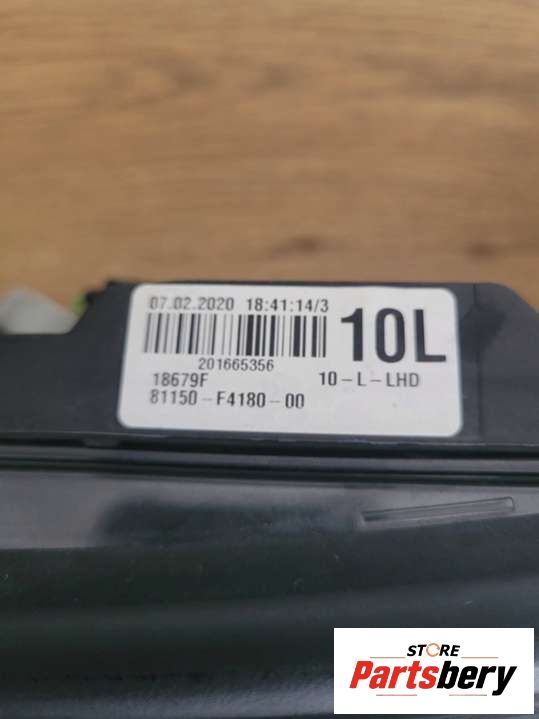 07.02.2020 18:41:14/3
10L
201665356
18679F 10-L-LHD
81150-F4180-00
STORE
Partsbery